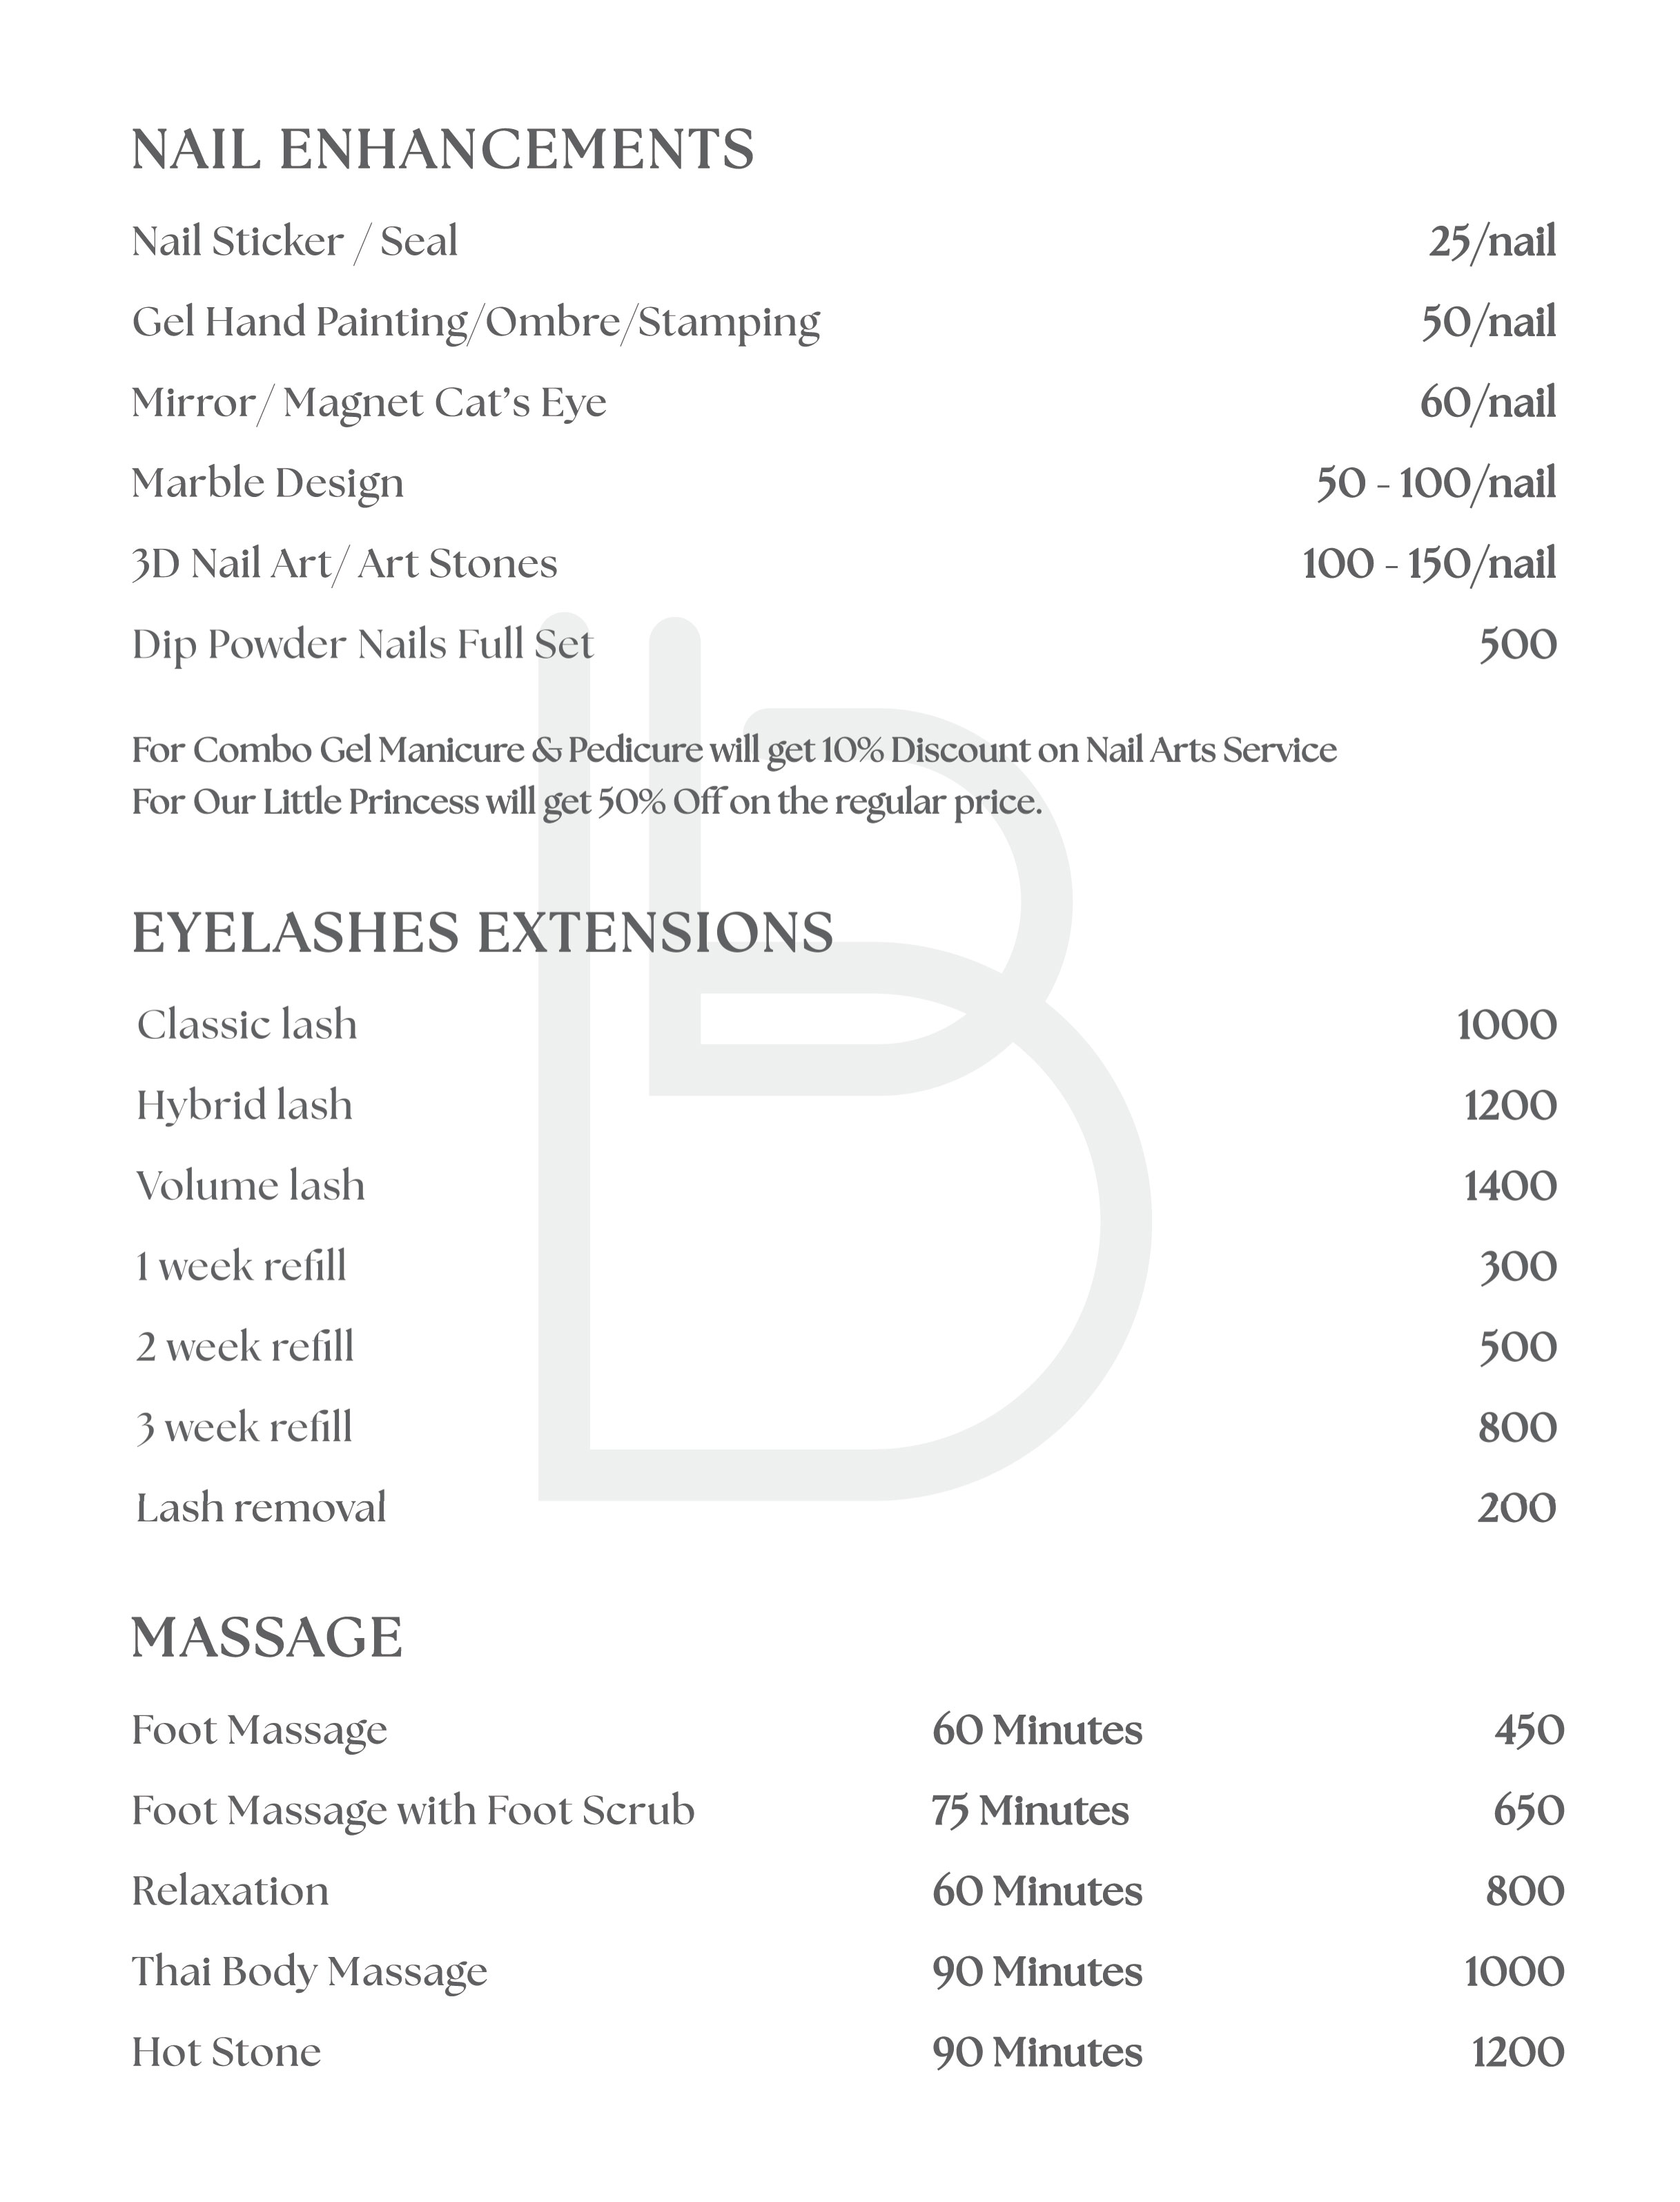 NAIL ENHANCEMENTS
Nail Sticker / Seal 25/nail
Gel Hand Painting/Ombre/Stamping 50/nail
Mirror/ Magnet Cat’s Eye 60/nail
Marble Design 50 - 100/nail
3D Nail Art/ Art Stones 100 - 150/nail
Dip Powder Nails Full Set 500
For Combo Gel Manicure & Pedicure will get 10% Discount on Nail Arts Service
For Our Little Princess will get 50% Off on the regular price.
EYELASHES EXTENSIONS
Classic lash 1000
Hybrid lash 1200
Volume lash 1400
1 week refill 300
2 week refill 500
3 week refill 800
Lash removal 200
MASSAGE
Foot Massage 60 Minutes 450
Foot Massage with Foot Scrub 75 Minutes 650
Relaxation 60 Minutes 800
Thai Body Massage 90 Minutes 1000
Hot Stone 90 Minutes 1200